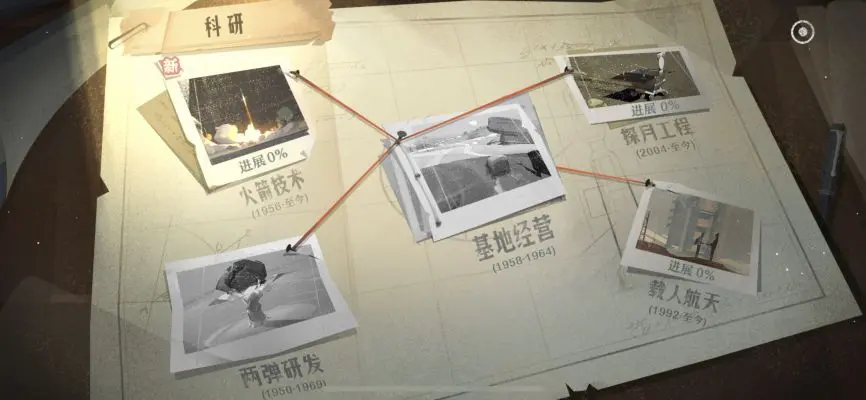 科研
新
进展 0%
火箭技术
(1956-至今)
进展 0%
探月工程
(2004-至今)
基地经营
(1958-1964)
进展 0%
载人航天
(1992-至今)
两弹研发
(1950-1969)